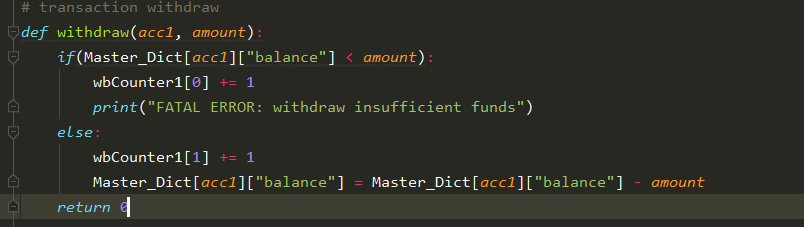 # transaction withdraw
def withdraw(acc1, amount):
    if(Master_Dict[acc1]["balance"] < amount):
        wbCounter1[0] += 1
        print("FATAL ERROR: withdraw insufficient funds")
    else:
        wbCounter1[1] += 1
        Master_Dict[acc1]["balance"] = Master_Dict[acc1]["balance"] - amount
    return 0